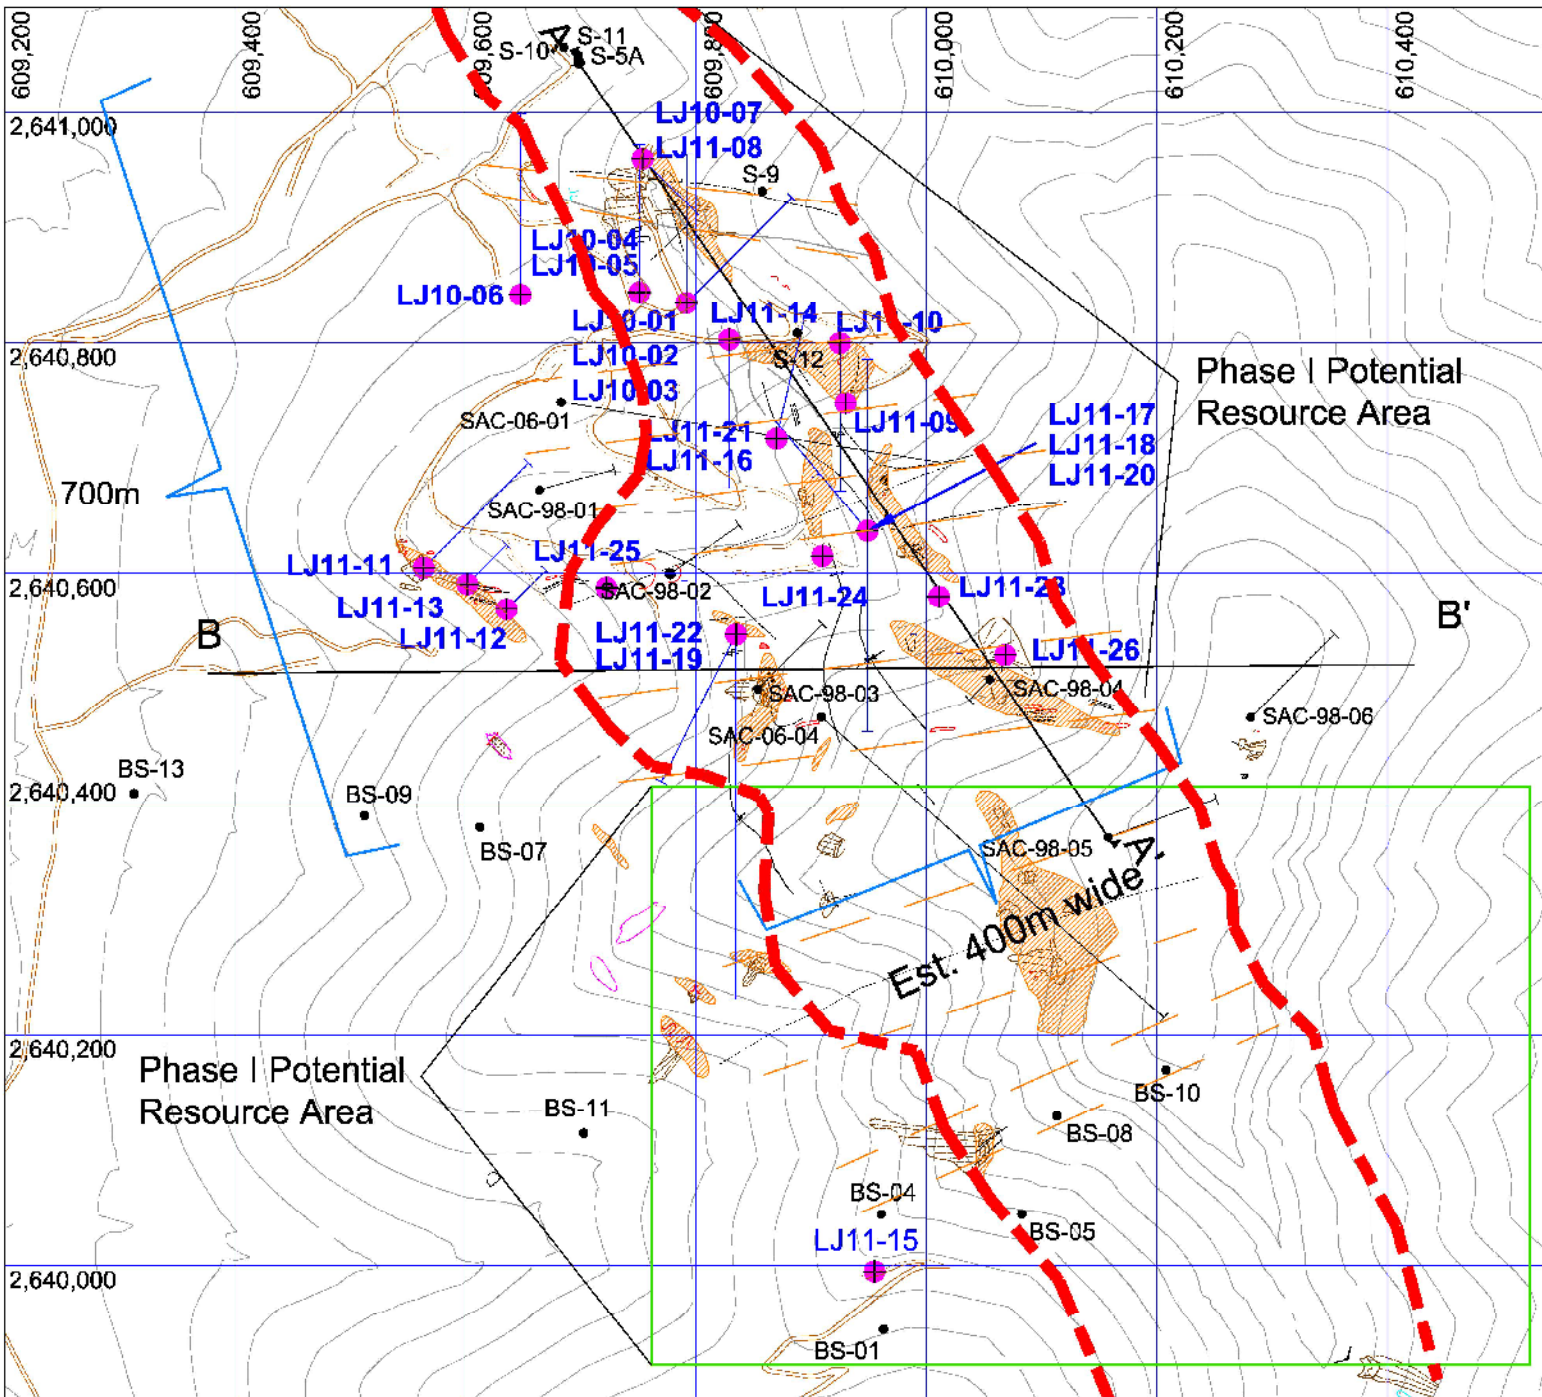 609,200
609,400
609,600
609,800
610,000
610,200
610,400
A
S-11
S-10
S-5A
2,641,000
LJ10-07
LJ11-08
S-9
LJ10-04
LJ10-05
LJ10-06
LJ10-01
LJ11-14
LJ11-10
2,640,800
LJ10-02
S-12
LJ10-03
Phase I Potential
Resource Area
SAC-06-01
LJ11-21
LJ11-09
LJ11-17
LJ11-16
LJ11-18
LJ11-20
700m
SAC-98-01
LJ11-11
LJ11-25
2,640,600
SAC-98-02
LJ11-13
LJ11-24
LJ11-23
LJ11-12
B
LJ11-22
LJ11-19
LJ11-26
B'
SAC-98-03
SAC-98-04
SAC-06-04
SAC-98-06
BS-13
2,640,400
BS-09
BS-07
SAC-98-05
A'
Est. 400m wide
2,640,200
Phase I Potential
Resource Area
BS-11
BS-10
BS-08
BS-04
BS-05
LJ11-15
2,640,000
BS-01